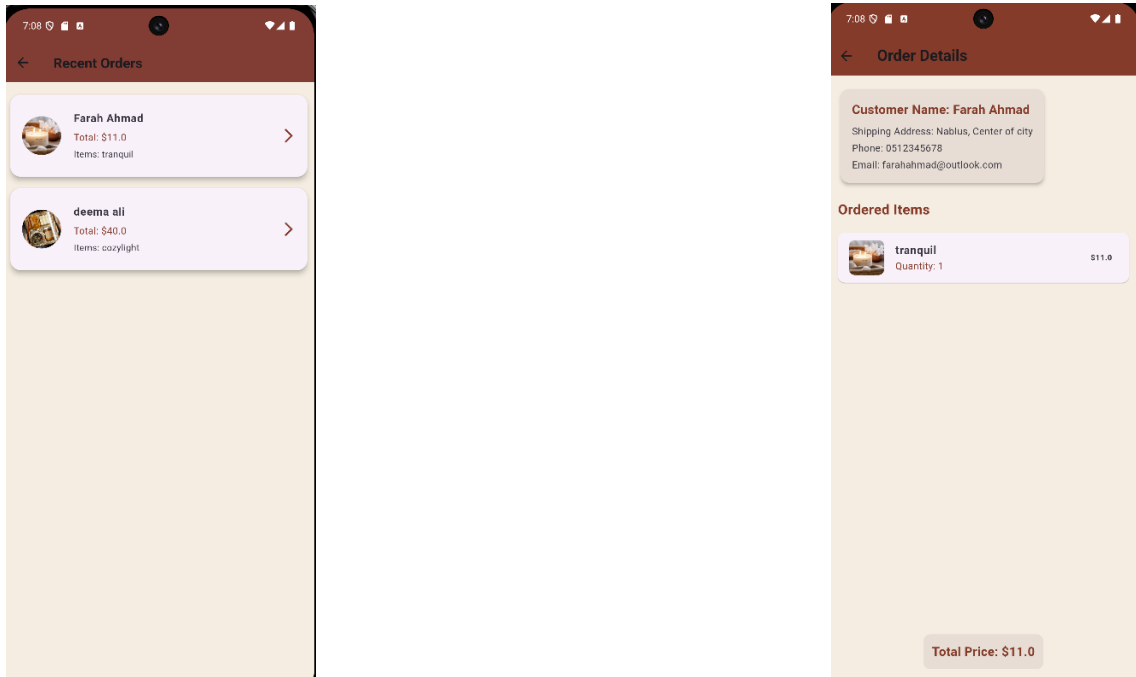 7:08
Recent Orders
Farah Ahmad
Total: $11.0
Items: tranquil
deema ali
Total: $40.0
Items: cozylight
7:08
Order Details
Customer Name: Farah Ahmad
Shipping Address: Nablus, Center of city
Phone: 0512345678
Email: farahahmad@outlook.com
Ordered Items
tranquil
Quantity: 1
$11.0
Total Price: $11.0